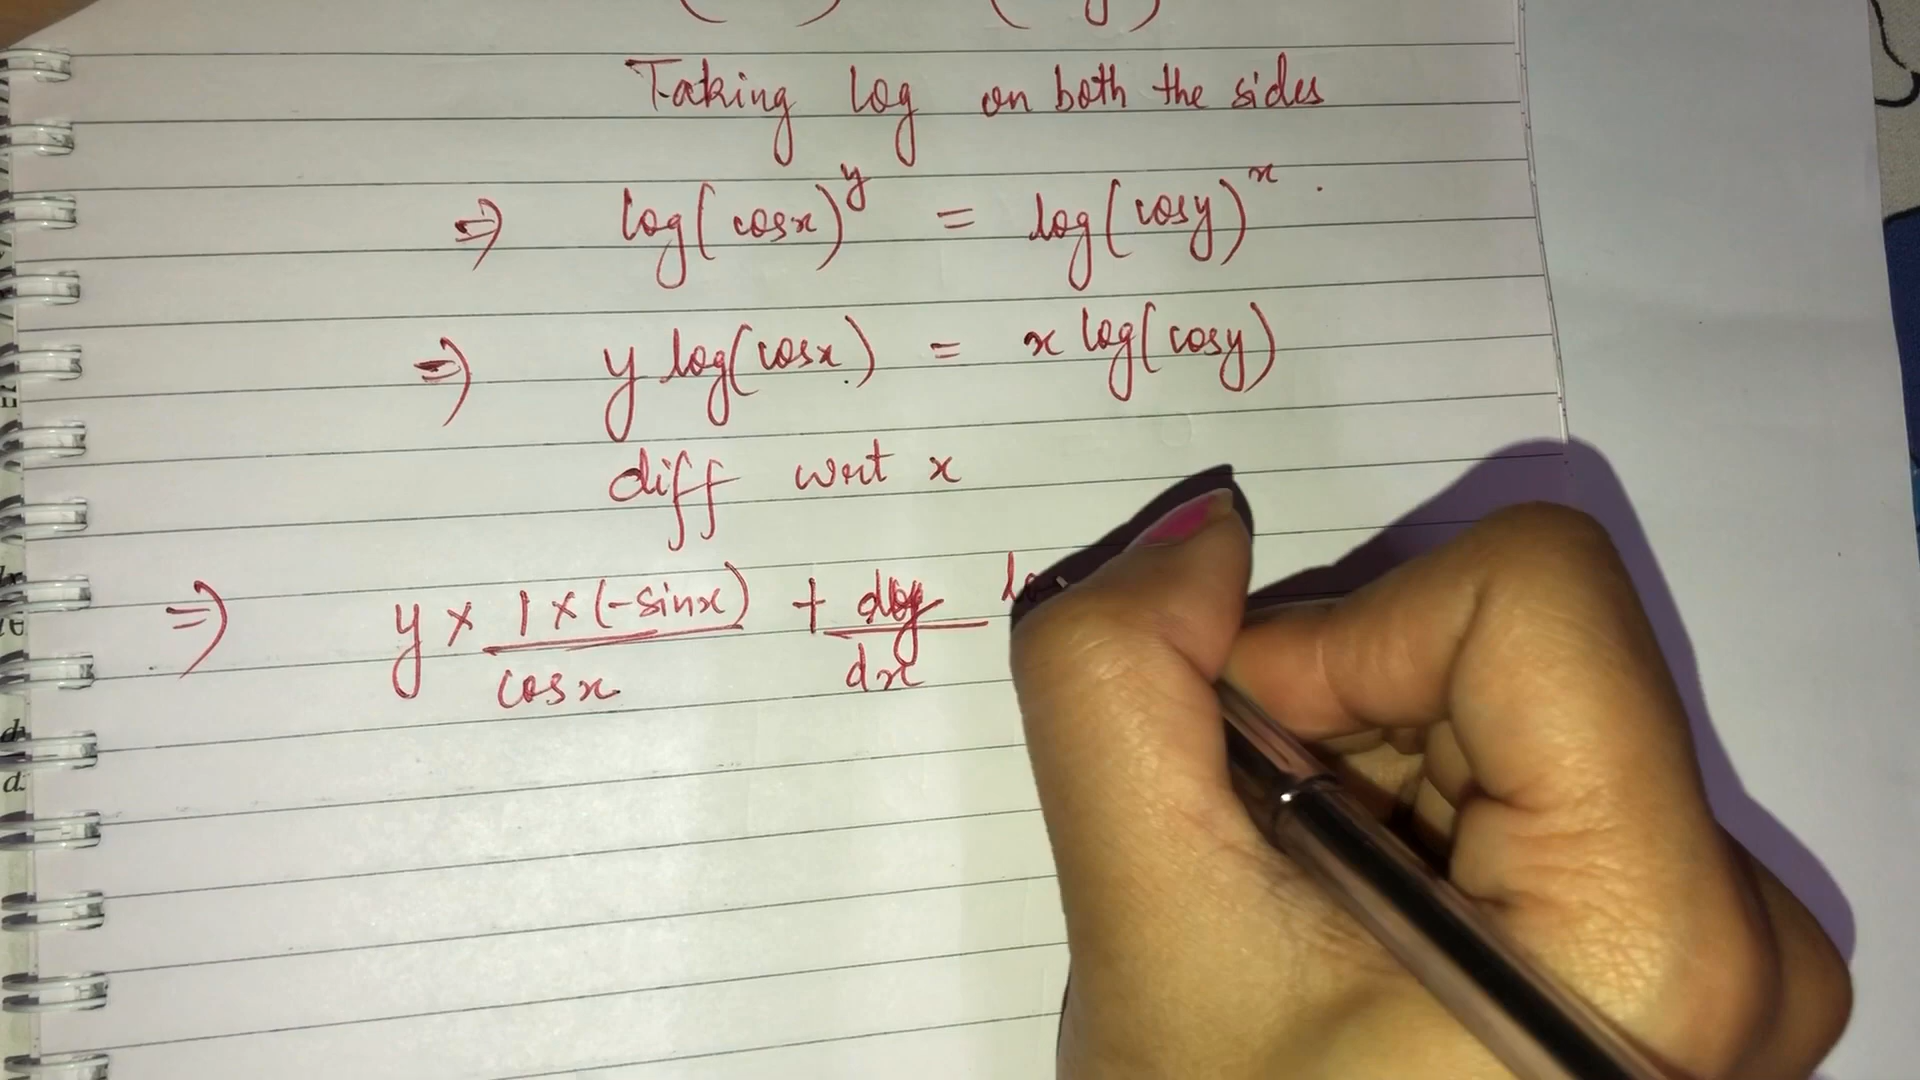 Taking log on both the sides
⇒ log(cosx)^y = log(cosy)^x.
⇒ y log(cosx) = x log(cosy)
diff wrt x
⇒ y × 1 × (-sinx) / cosx + dy / dx